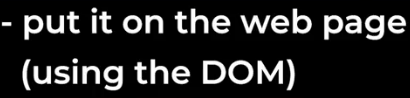 - put it on the web page
(using the DOM)